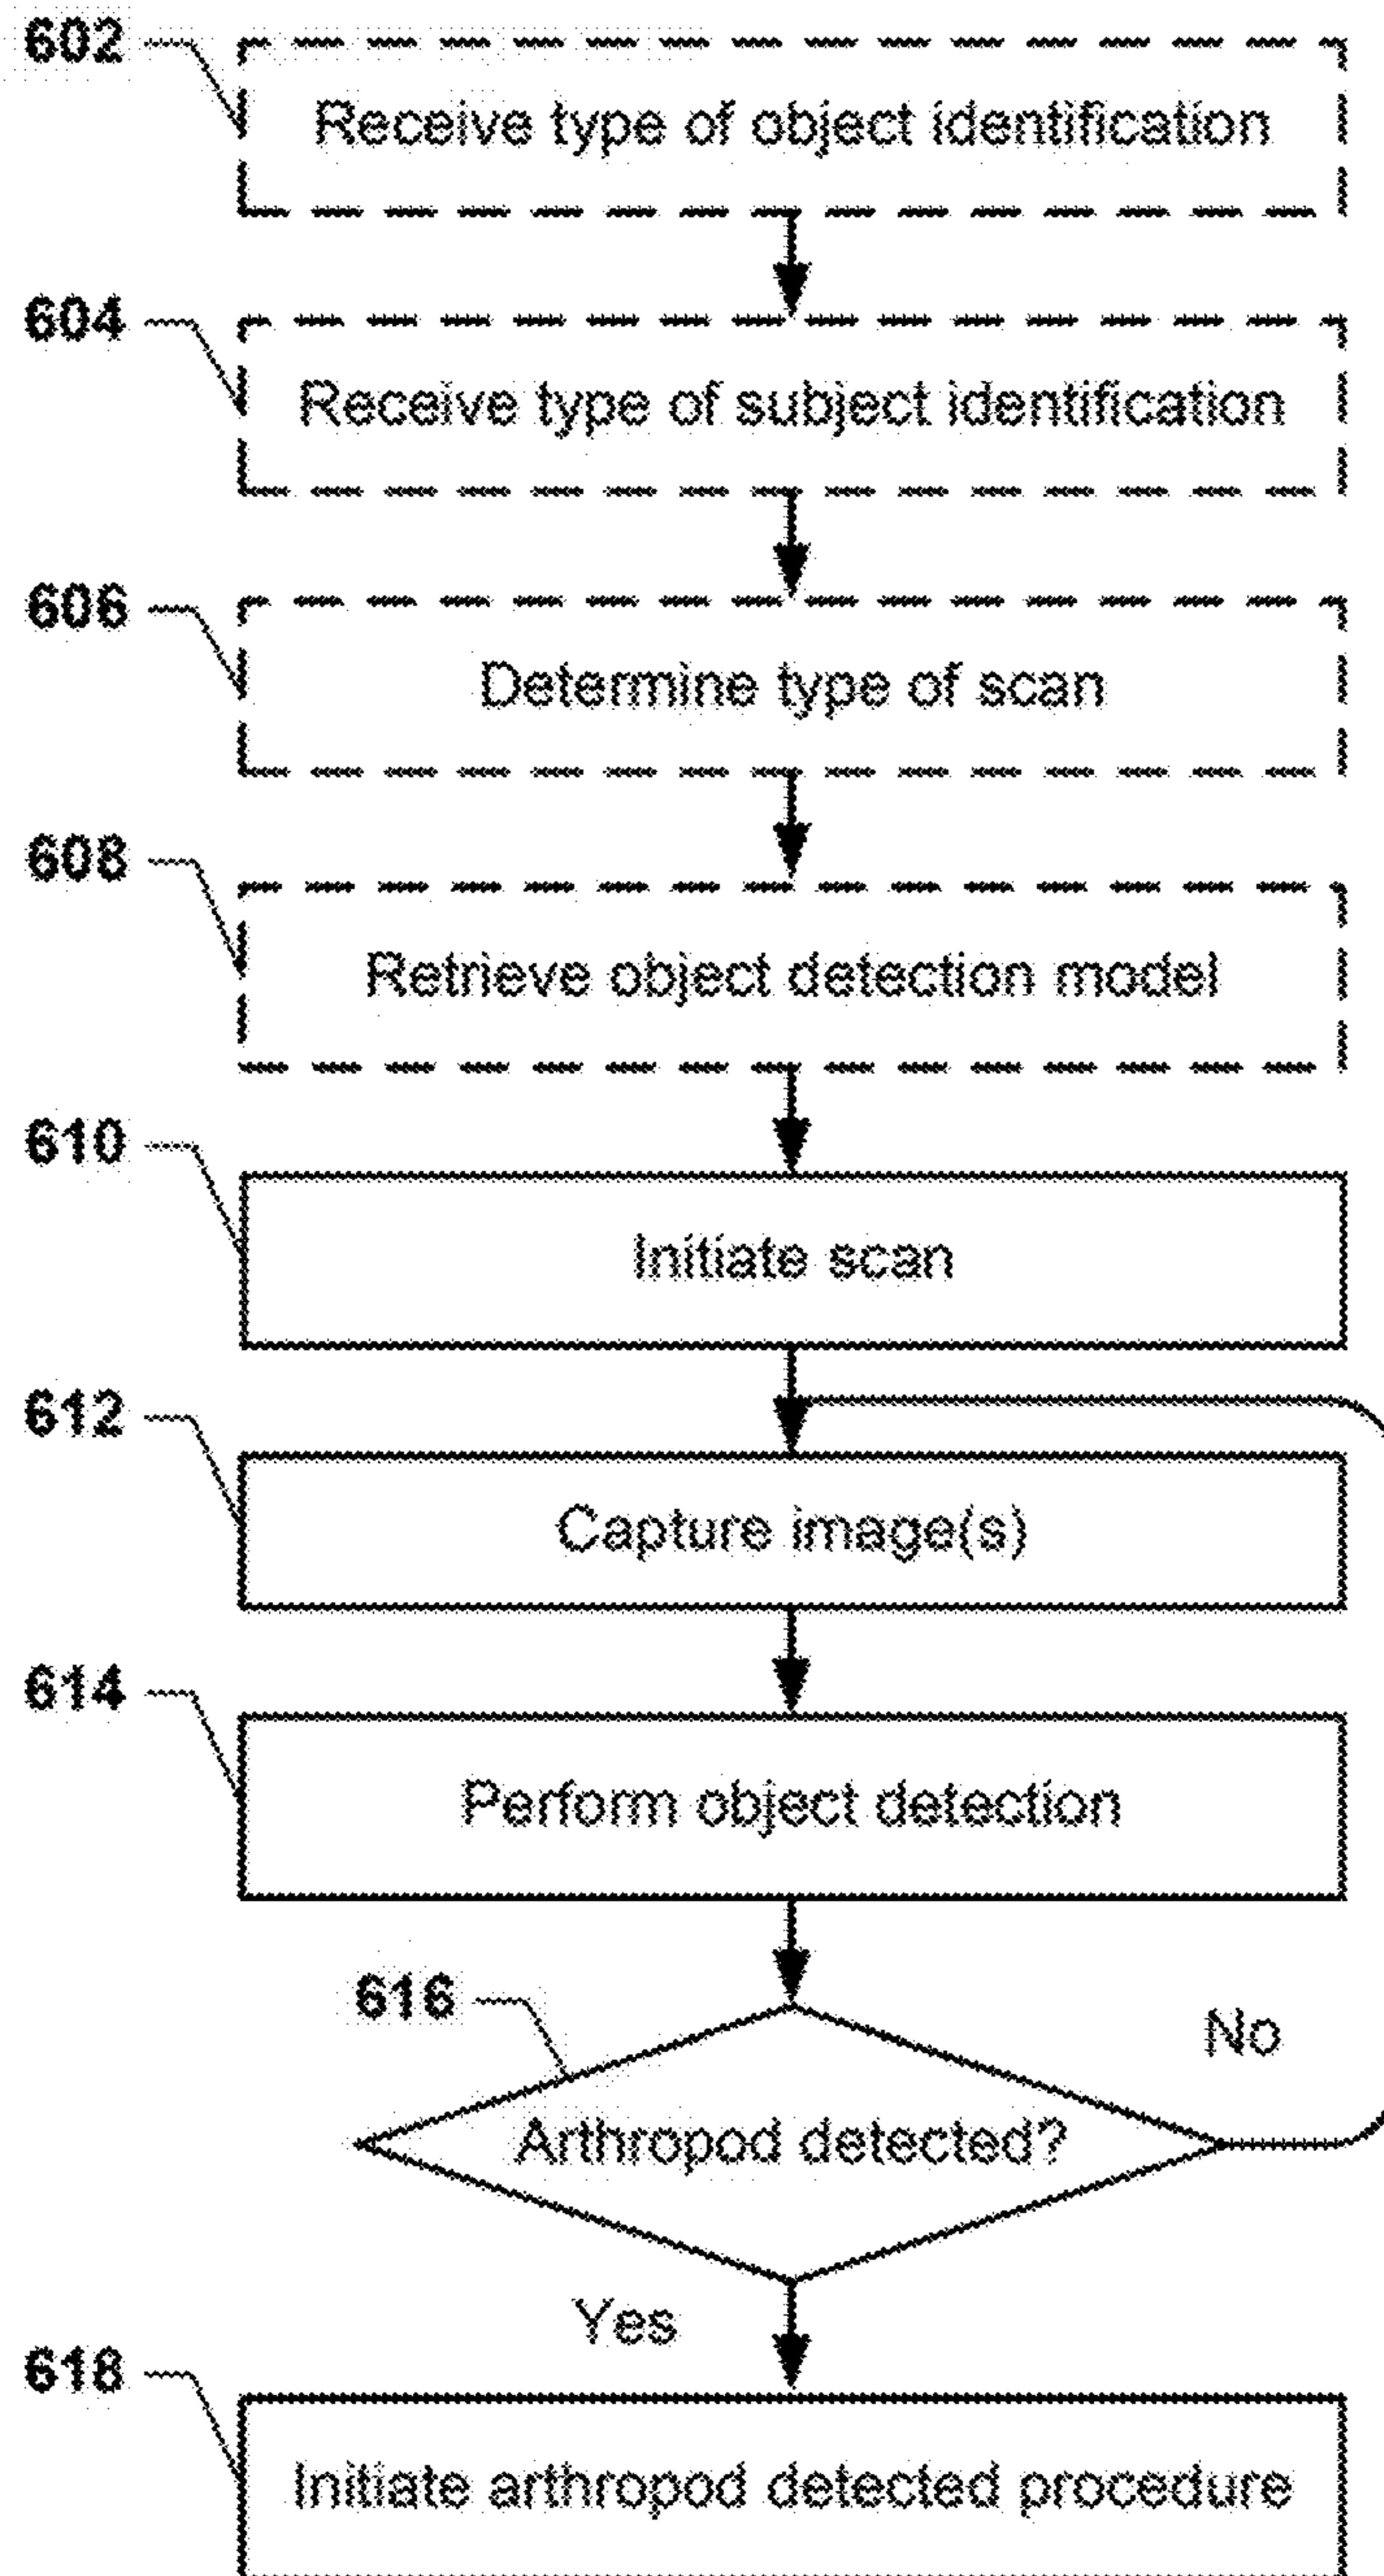 602
Receive type of object identification
604
Receive type of subject identification
606
Determine type of scan
608
Retrieve object detection model
610
Initiate scan
612
Capture image(s)
614
Perform object detection
616
No
Arthropod detected?
Yes
618
Initiate arthropod detected procedure